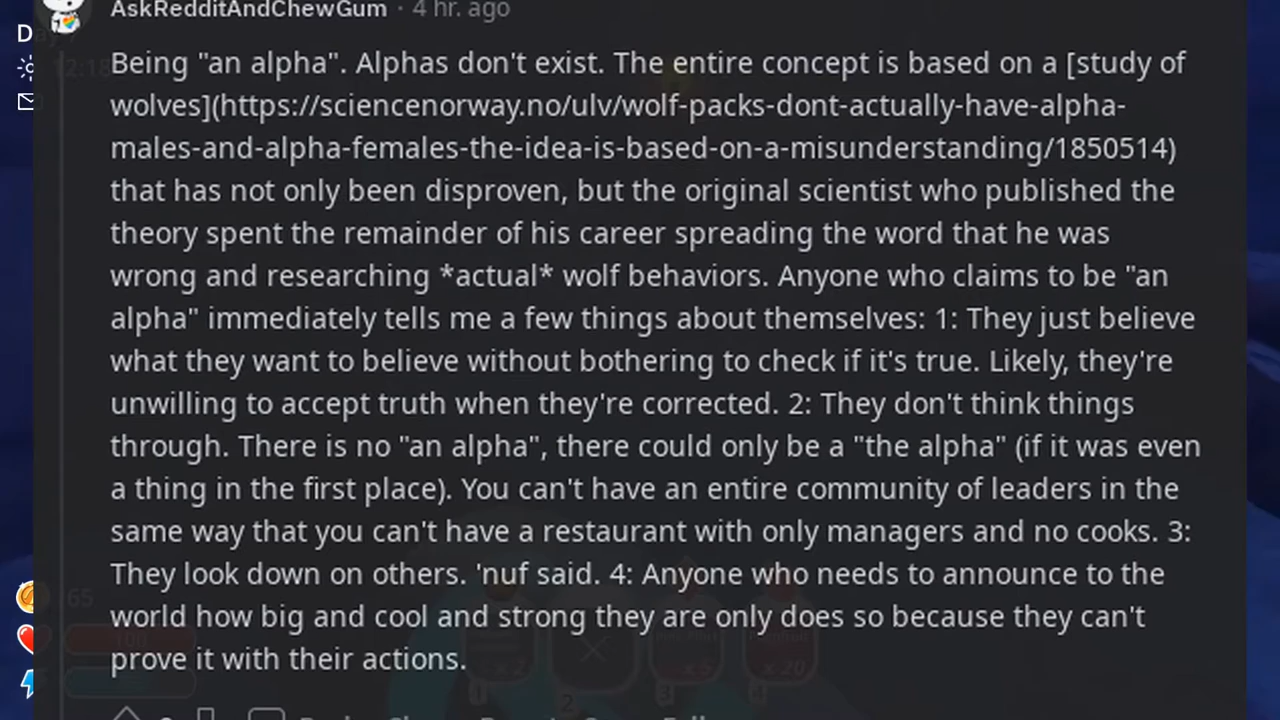 AskRedditAndChewGum · 4 hr. ago
Being "an alpha". Alphas don't exist. The entire concept is based on a [study of
wolves](https://sciencenorway.no/ulv/wolf-packs-dont-actually-have-alpha-
males-and-alpha-females-the-idea-is-based-on-a-misunderstanding/1850514)
that has not only been disproven, but the original scientist who published the
theory spent the remainder of his career spreading the word that he was
wrong and researching *actual* wolf behaviors. Anyone who claims to be "an
alpha" immediately tells me a few things about themselves: 1: They just believe
what they want to believe without bothering to check if it's true. Likely, they're
unwilling to accept truth when they're corrected. 2: They don't think things
through. There is no "an alpha", there could only be a "the alpha" (if it was even
a thing in the first place). You can't have an entire community of leaders in the
same way that you can't have a restaurant with only managers and no cooks. 3:
They look down on others. 'nuf said. 4: Anyone who needs to announce to the
world how big and cool and strong they are only does so because they can't
prove it with their actions.
65
100
x 20
1
2
3
4